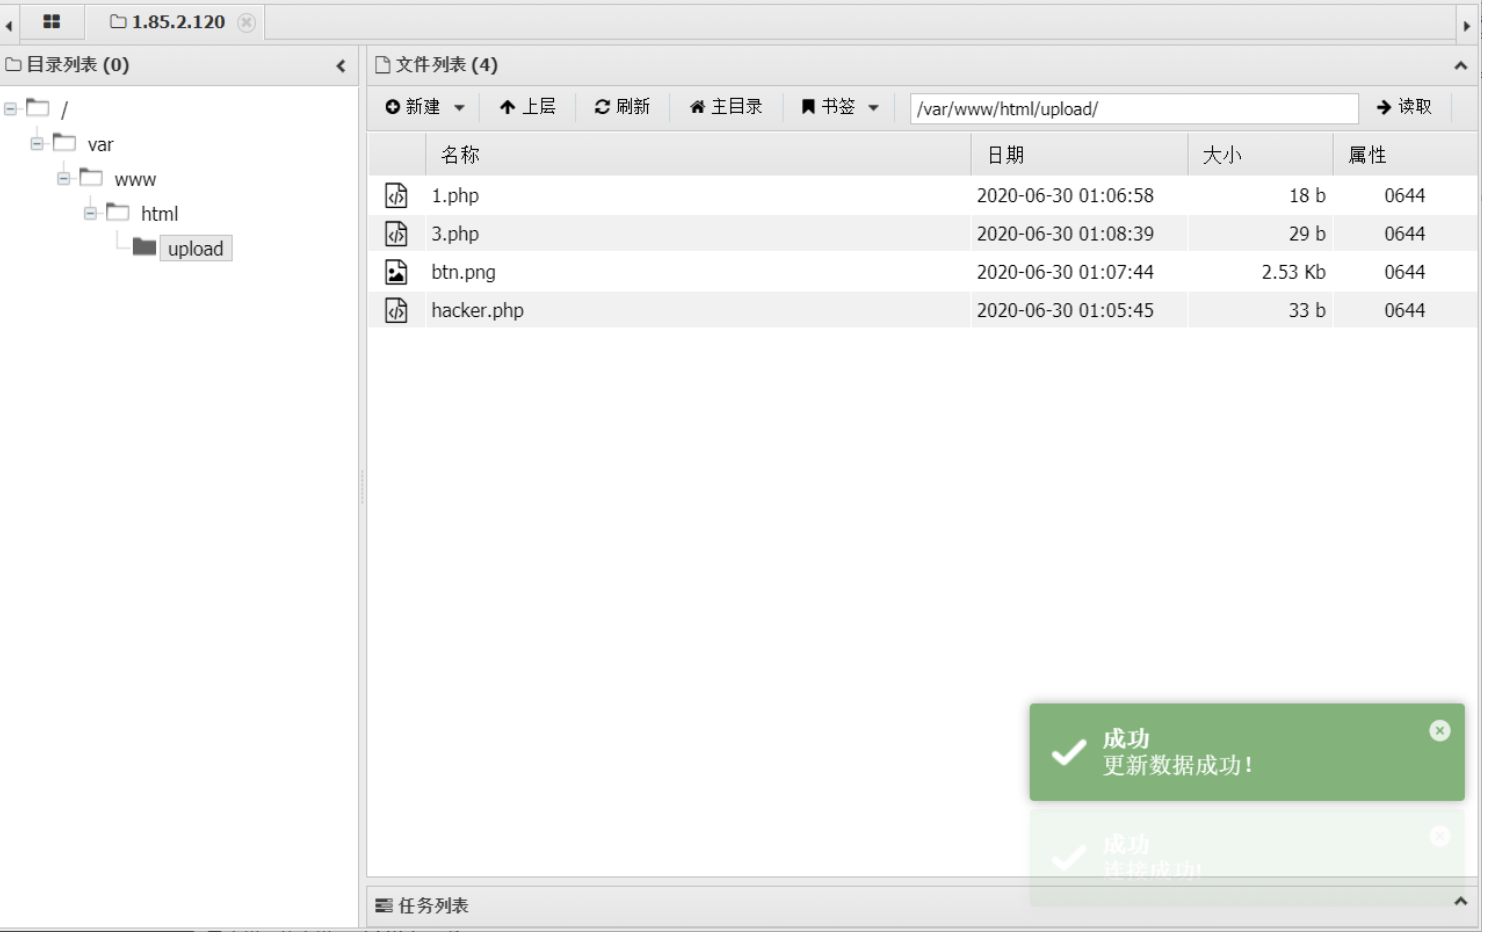 1.85.2.120
目录列表 (0)
/
var
www
html
upload
文件列表 (4)
新建 上层 刷新 主目录 书签 /var/www/html/upload/ 读取
名称 日期 大小 属性
1.php 2020-06-30 01:06:58 18 b 0644
3.php 2020-06-30 01:08:39 29 b 0644
btn.png 2020-06-30 01:07:44 2.53 Kb 0644
hacker.php 2020-06-30 01:05:45 33 b 0644
成功
更新数据成功!
成功
连接成功!
任务列表